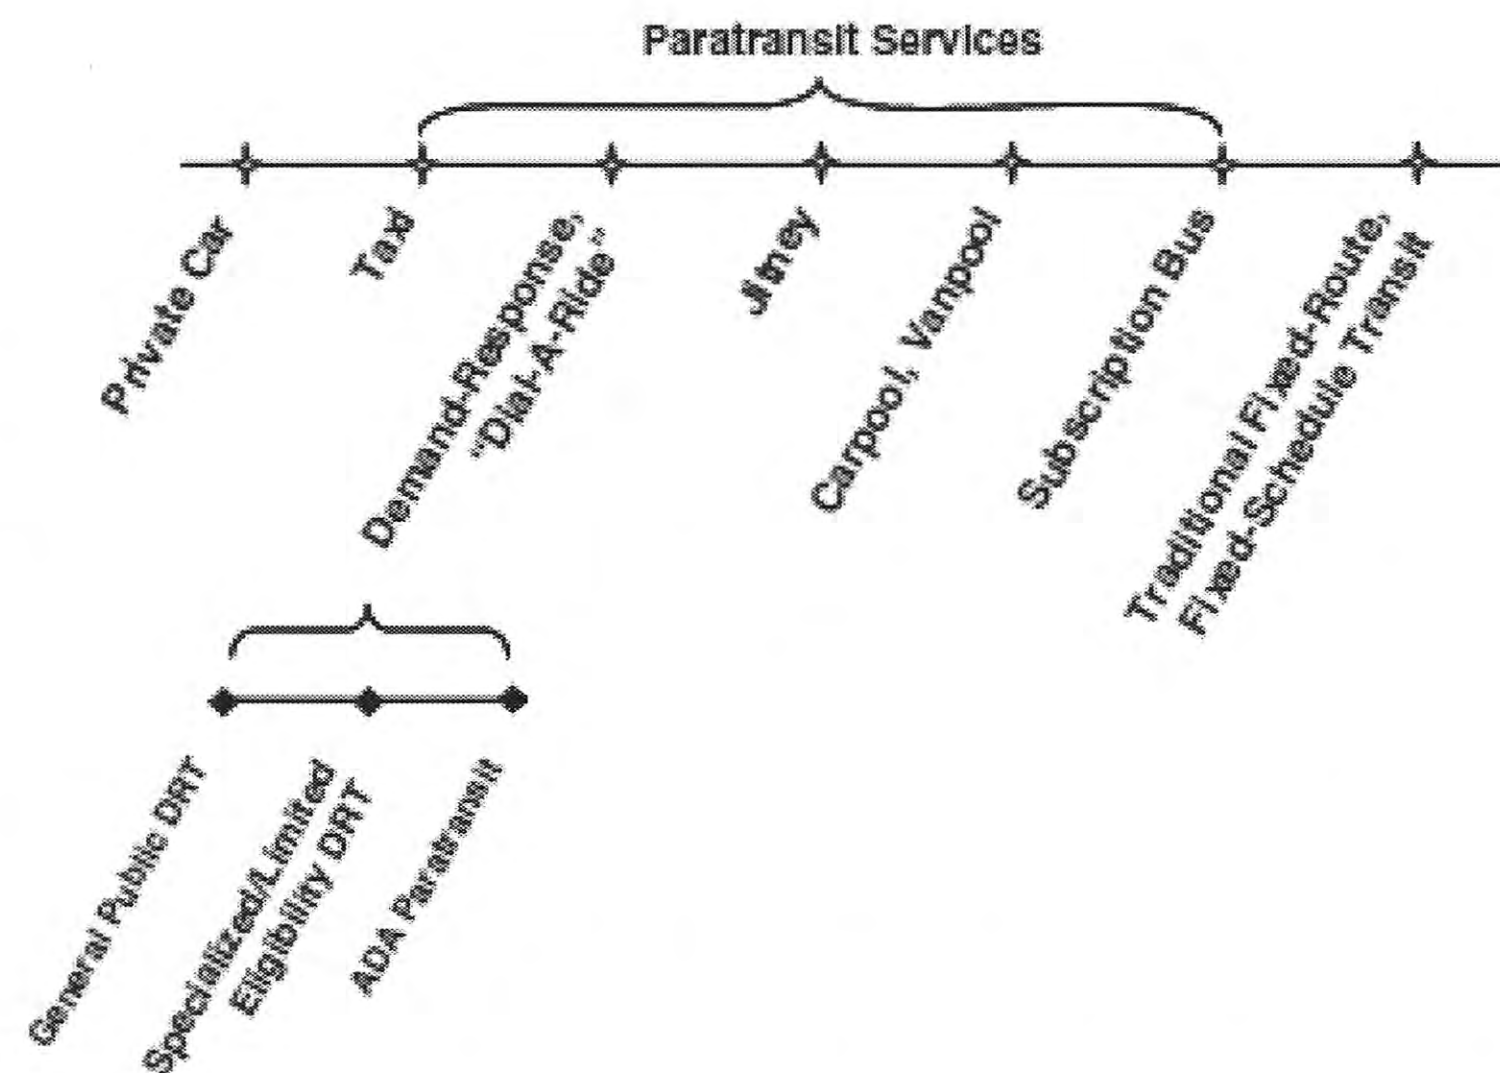 Paratransit Services
Private Car
Taxi
Demand-Response,
"Dial-A-Ride"
Jitney
Carpool, Vanpool
Subscription Bus
Traditional Fixed-Route,
Fixed-Schedule Transit
General Public DRT
Specialized/Limited
Eligibility DRT
ADA Paratransit